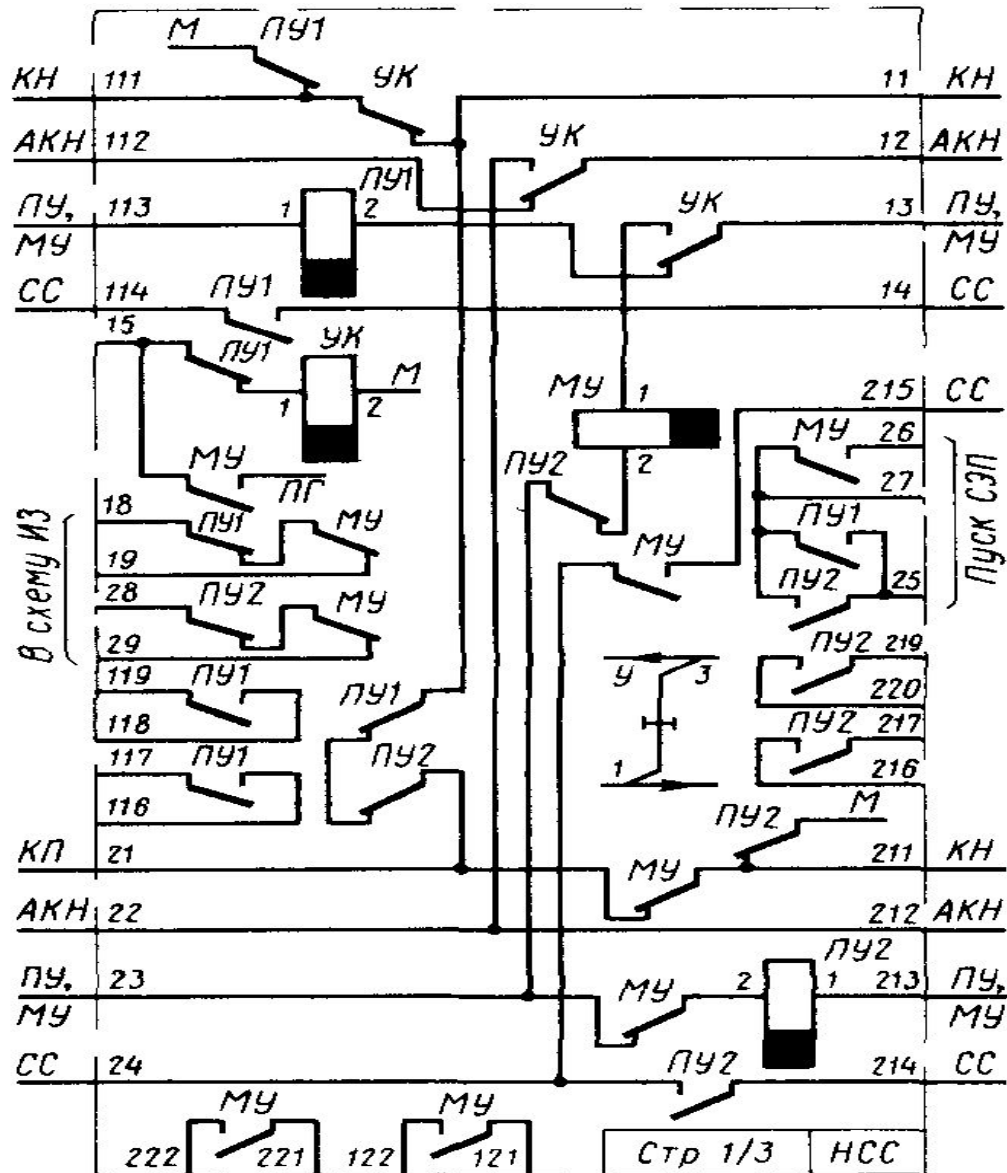 М ПУ1
КН 111 УК 11 КН
АКН 112 УК 12 АКН
ПУ, 113 1 ПУ1 2 УК 13 ПУ,
МУ МУ
СС 114 ПУ1 14 СС
15 ПУ1 УК М
1 2 МУ 1 215 СС
МУ 26
МУ ПГ ПУ2 2 27
18 ПУ1 МУ ПУ1
19 МУ ПУ2 25
В схему ИЗ
Пуск СЭП
28 ПУ2 МУ
29 ПУ2 219
119 ПУ1 ПУ1 У 3 220
118 ПУ2 217
117 ПУ1 ПУ2 1 216
116 ПУ2 М
КП 21 МУ 211 КН
АКН 22 212 АКН
ПУ, 23 МУ 2 ПУ2 1 213 ПУ,
МУ МУ
СС 24 ПУ2 214 СС
МУ МУ
222 221 122 121 Стр 1/3 НСС